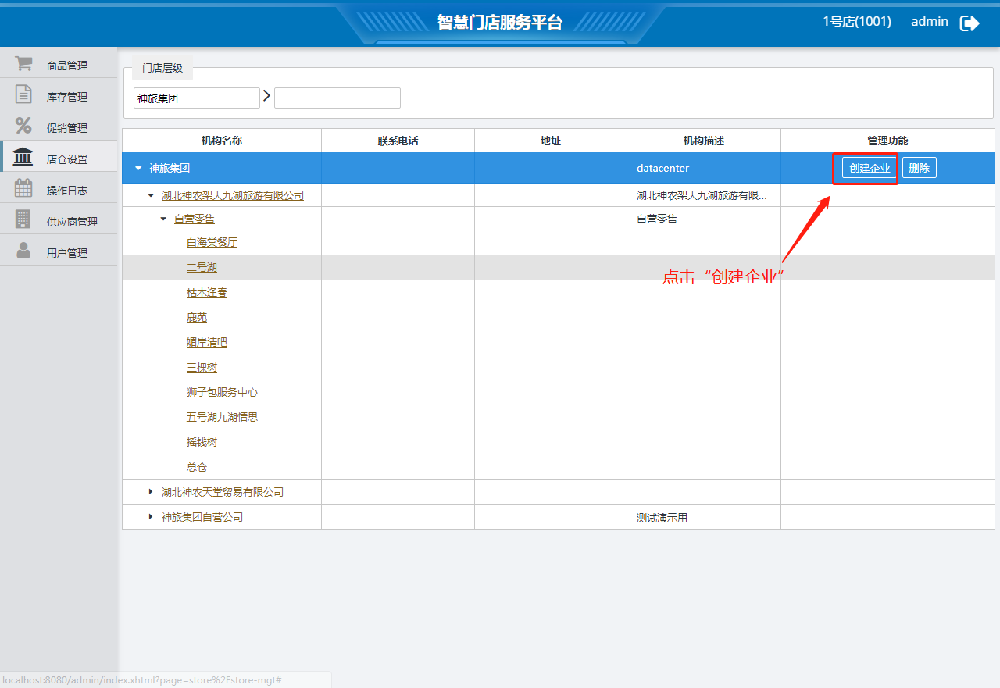 智慧门店服务平台
1号店(1001) admin
商品管理
库存管理
促销管理
店仓设置
操作日志
供应商管理
用户管理
门店层级
神旅集团
机构名称 联系电话 地址 机构描述 管理功能
神旅集团 datacenter 创建企业 删除
湖北神农架大九湖旅游有限公司 湖北神农架大九湖旅游有限...
自营零售 自营零售
白海棠餐厅
二号湖
点击“创建企业”
枯木逢春
鹿苑
媚岸清吧
三棵树
狮子包服务中心
五号湖九湖情思
摇钱树
总仓
湖北神农天堂贸易有限公司
神旅集团自营公司 测试演示用
localhost:8080/admin/index.xhtml?page=store%2Fstore-mgt#